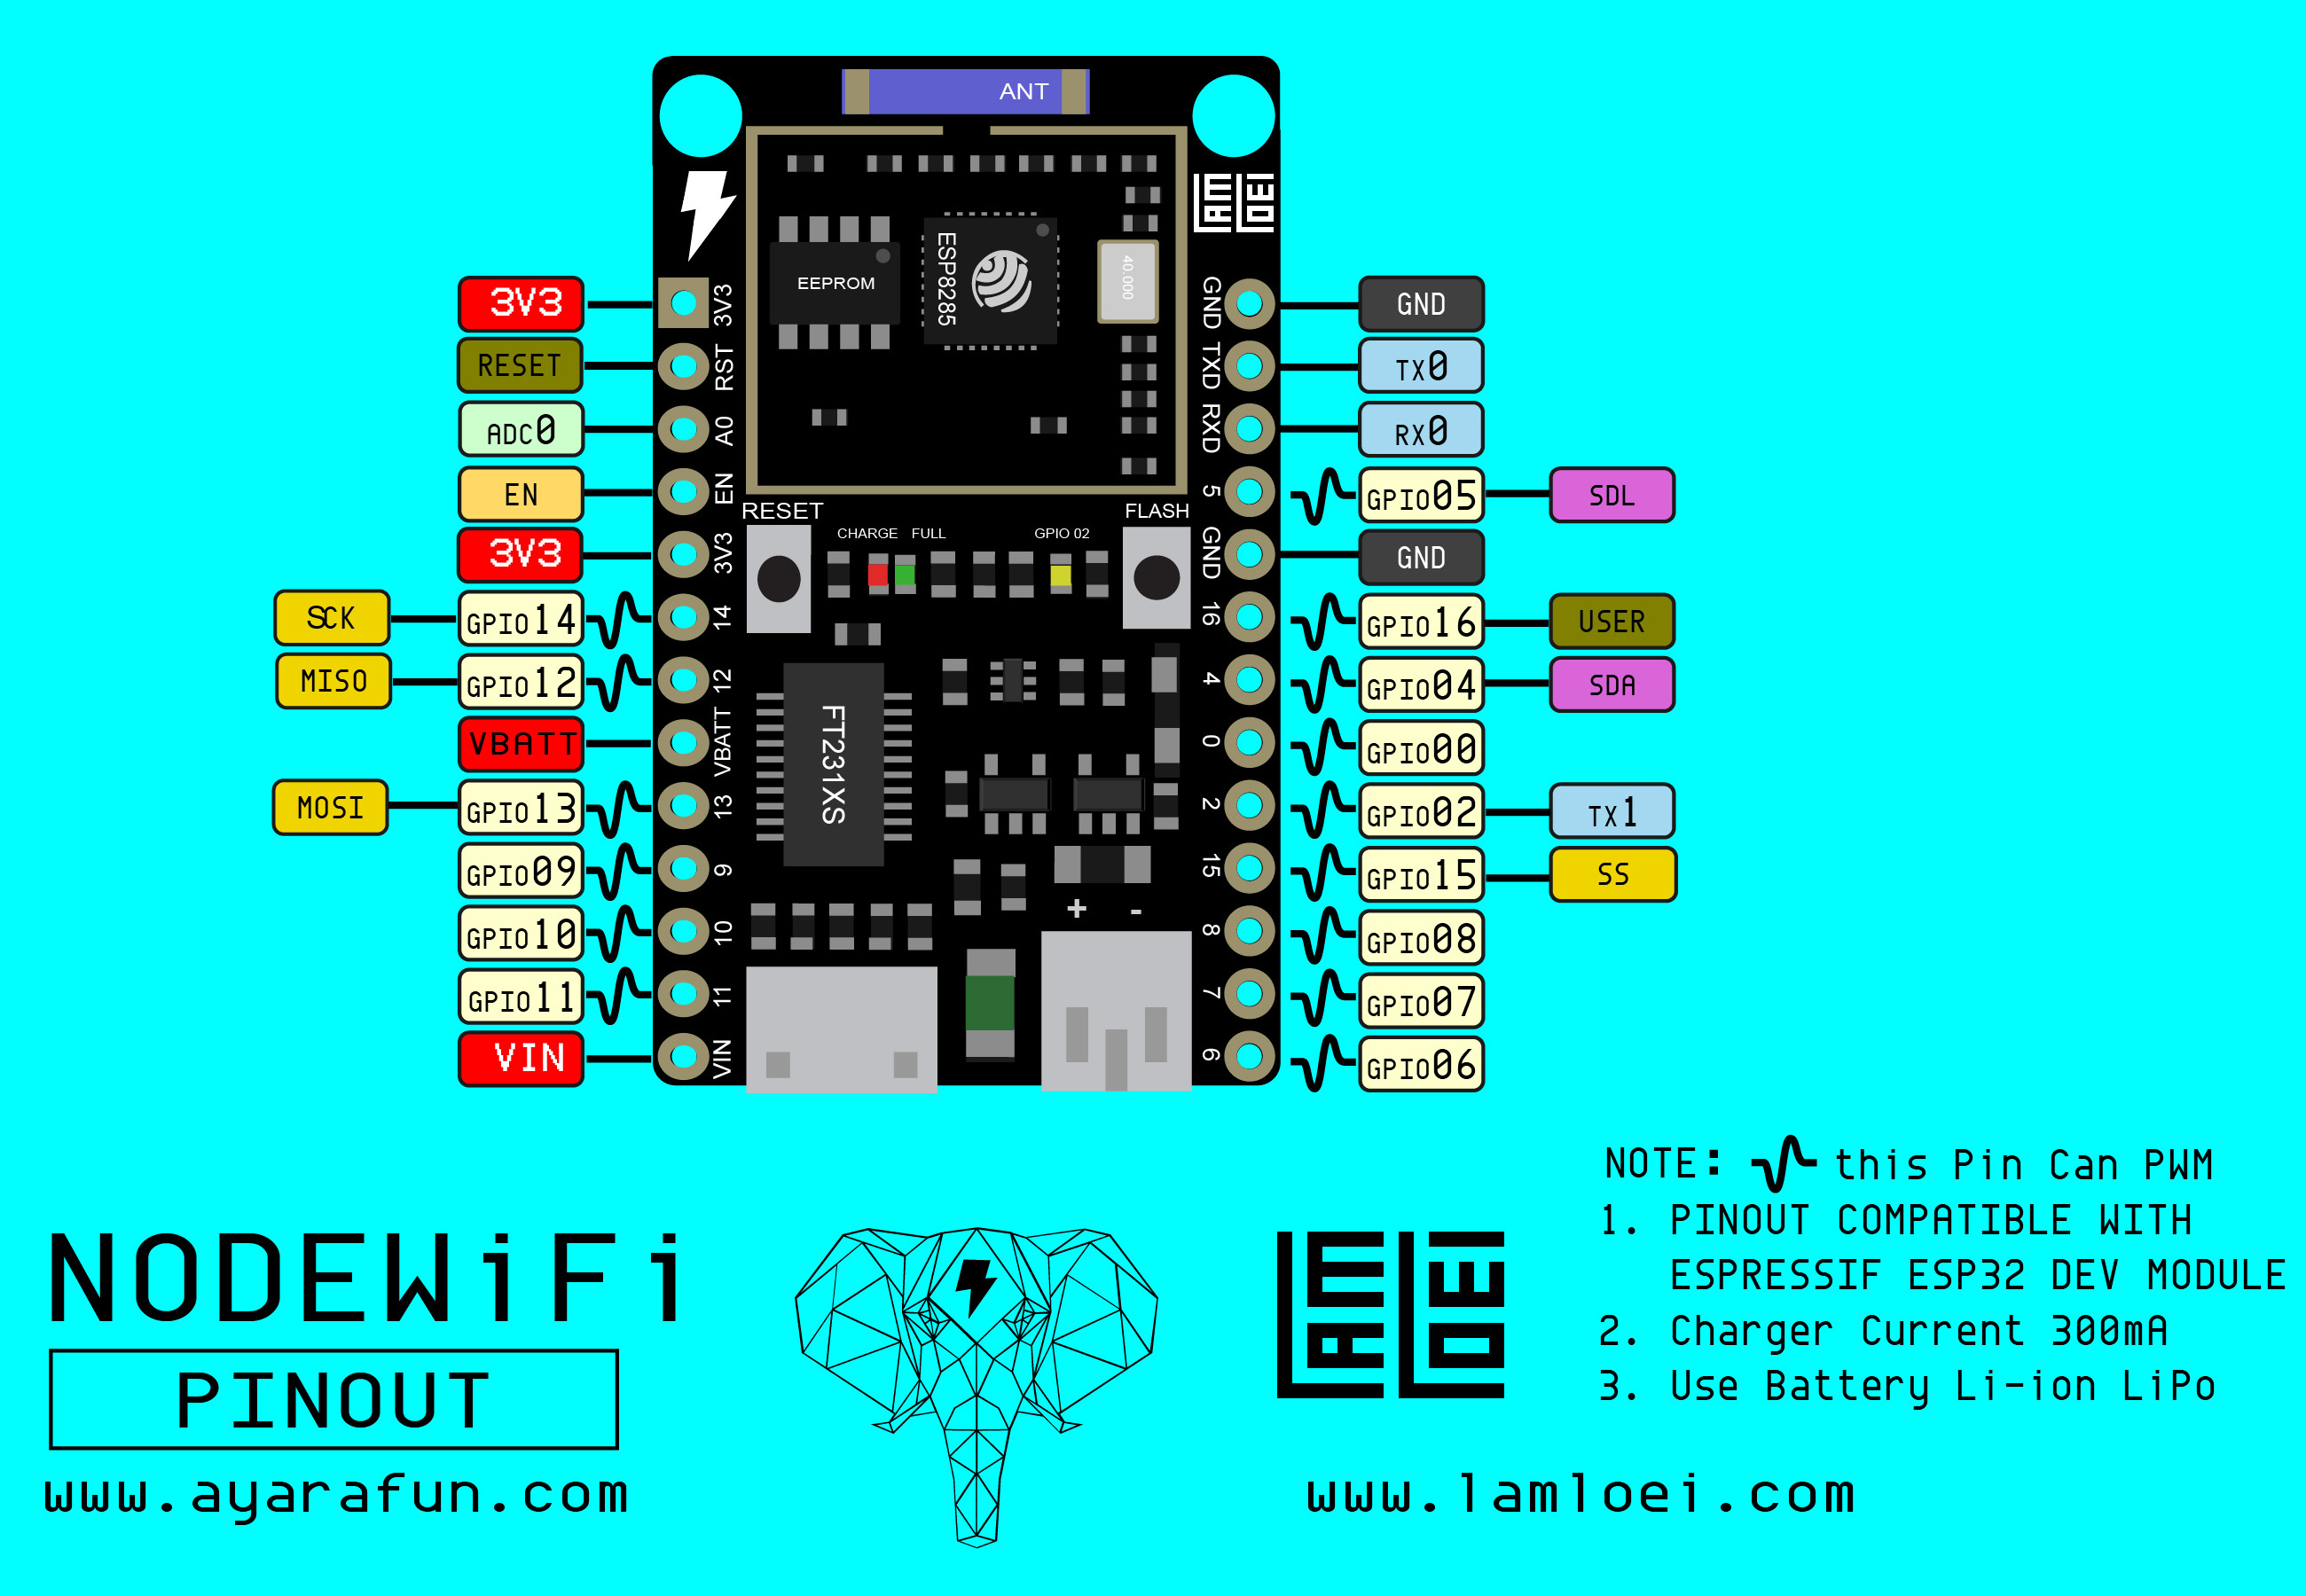 ANT
LAM LOEI
EEPROM
ESP8285
40.000
3V3 3V3 GND GND
RESET RST TXD TX0
ADC0 A0 RXD RX0
EN EN 5 GPIO05 SDL
RESET FLASH
CHARGE FULL GPIO 02
3V3 3V3 GND GND
SCK GPIO14 14 16 GPIO16 USER
MISO GPIO12 12 4 GPIO04 SDA
FT231XS
VBATT VBATT 0 GPIO00
MOSI GPIO13 13 2 GPIO02 TX1
GPIO09 9 15 GPIO15 SS
+ -
GPIO10 10 8 GPIO08
GPIO11 11 7 GPIO07
VIN VIN 6 GPIO06
NOTE: this Pin Can PWM
1. PINOUT COMPATIBLE WITH
ESPRESSIF ESP32 DEV MODULE
2. Charger Current 300mA
3. Use Battery Li-ion LiPo
NODEWiFi
PINOUT
www.ayarafun.com
LAM LOEI
www.lamloei.com